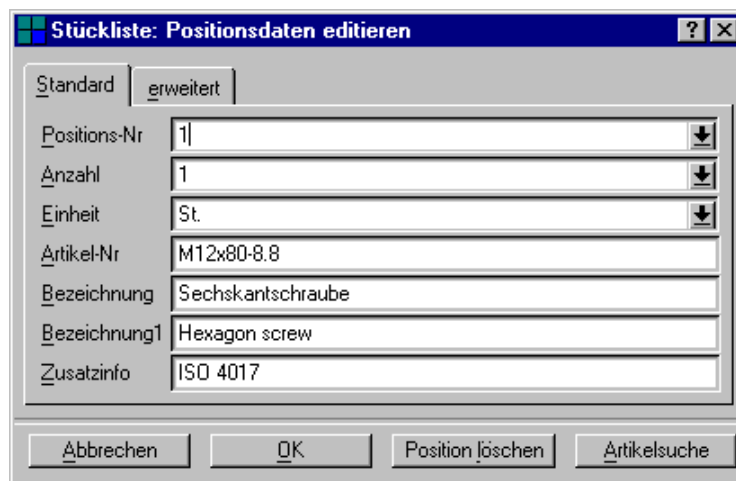 Stückliste: Positionsdaten editieren
Standard erweitert
Positions-Nr 1
Anzahl 1
Einheit St.
Artikel-Nr M12x80-8.8
Bezeichnung Sechskantschraube
Bezeichnung1 Hexagon screw
Zusatzinfo ISO 4017
Abbrechen OK Position löschen Artikelsuche